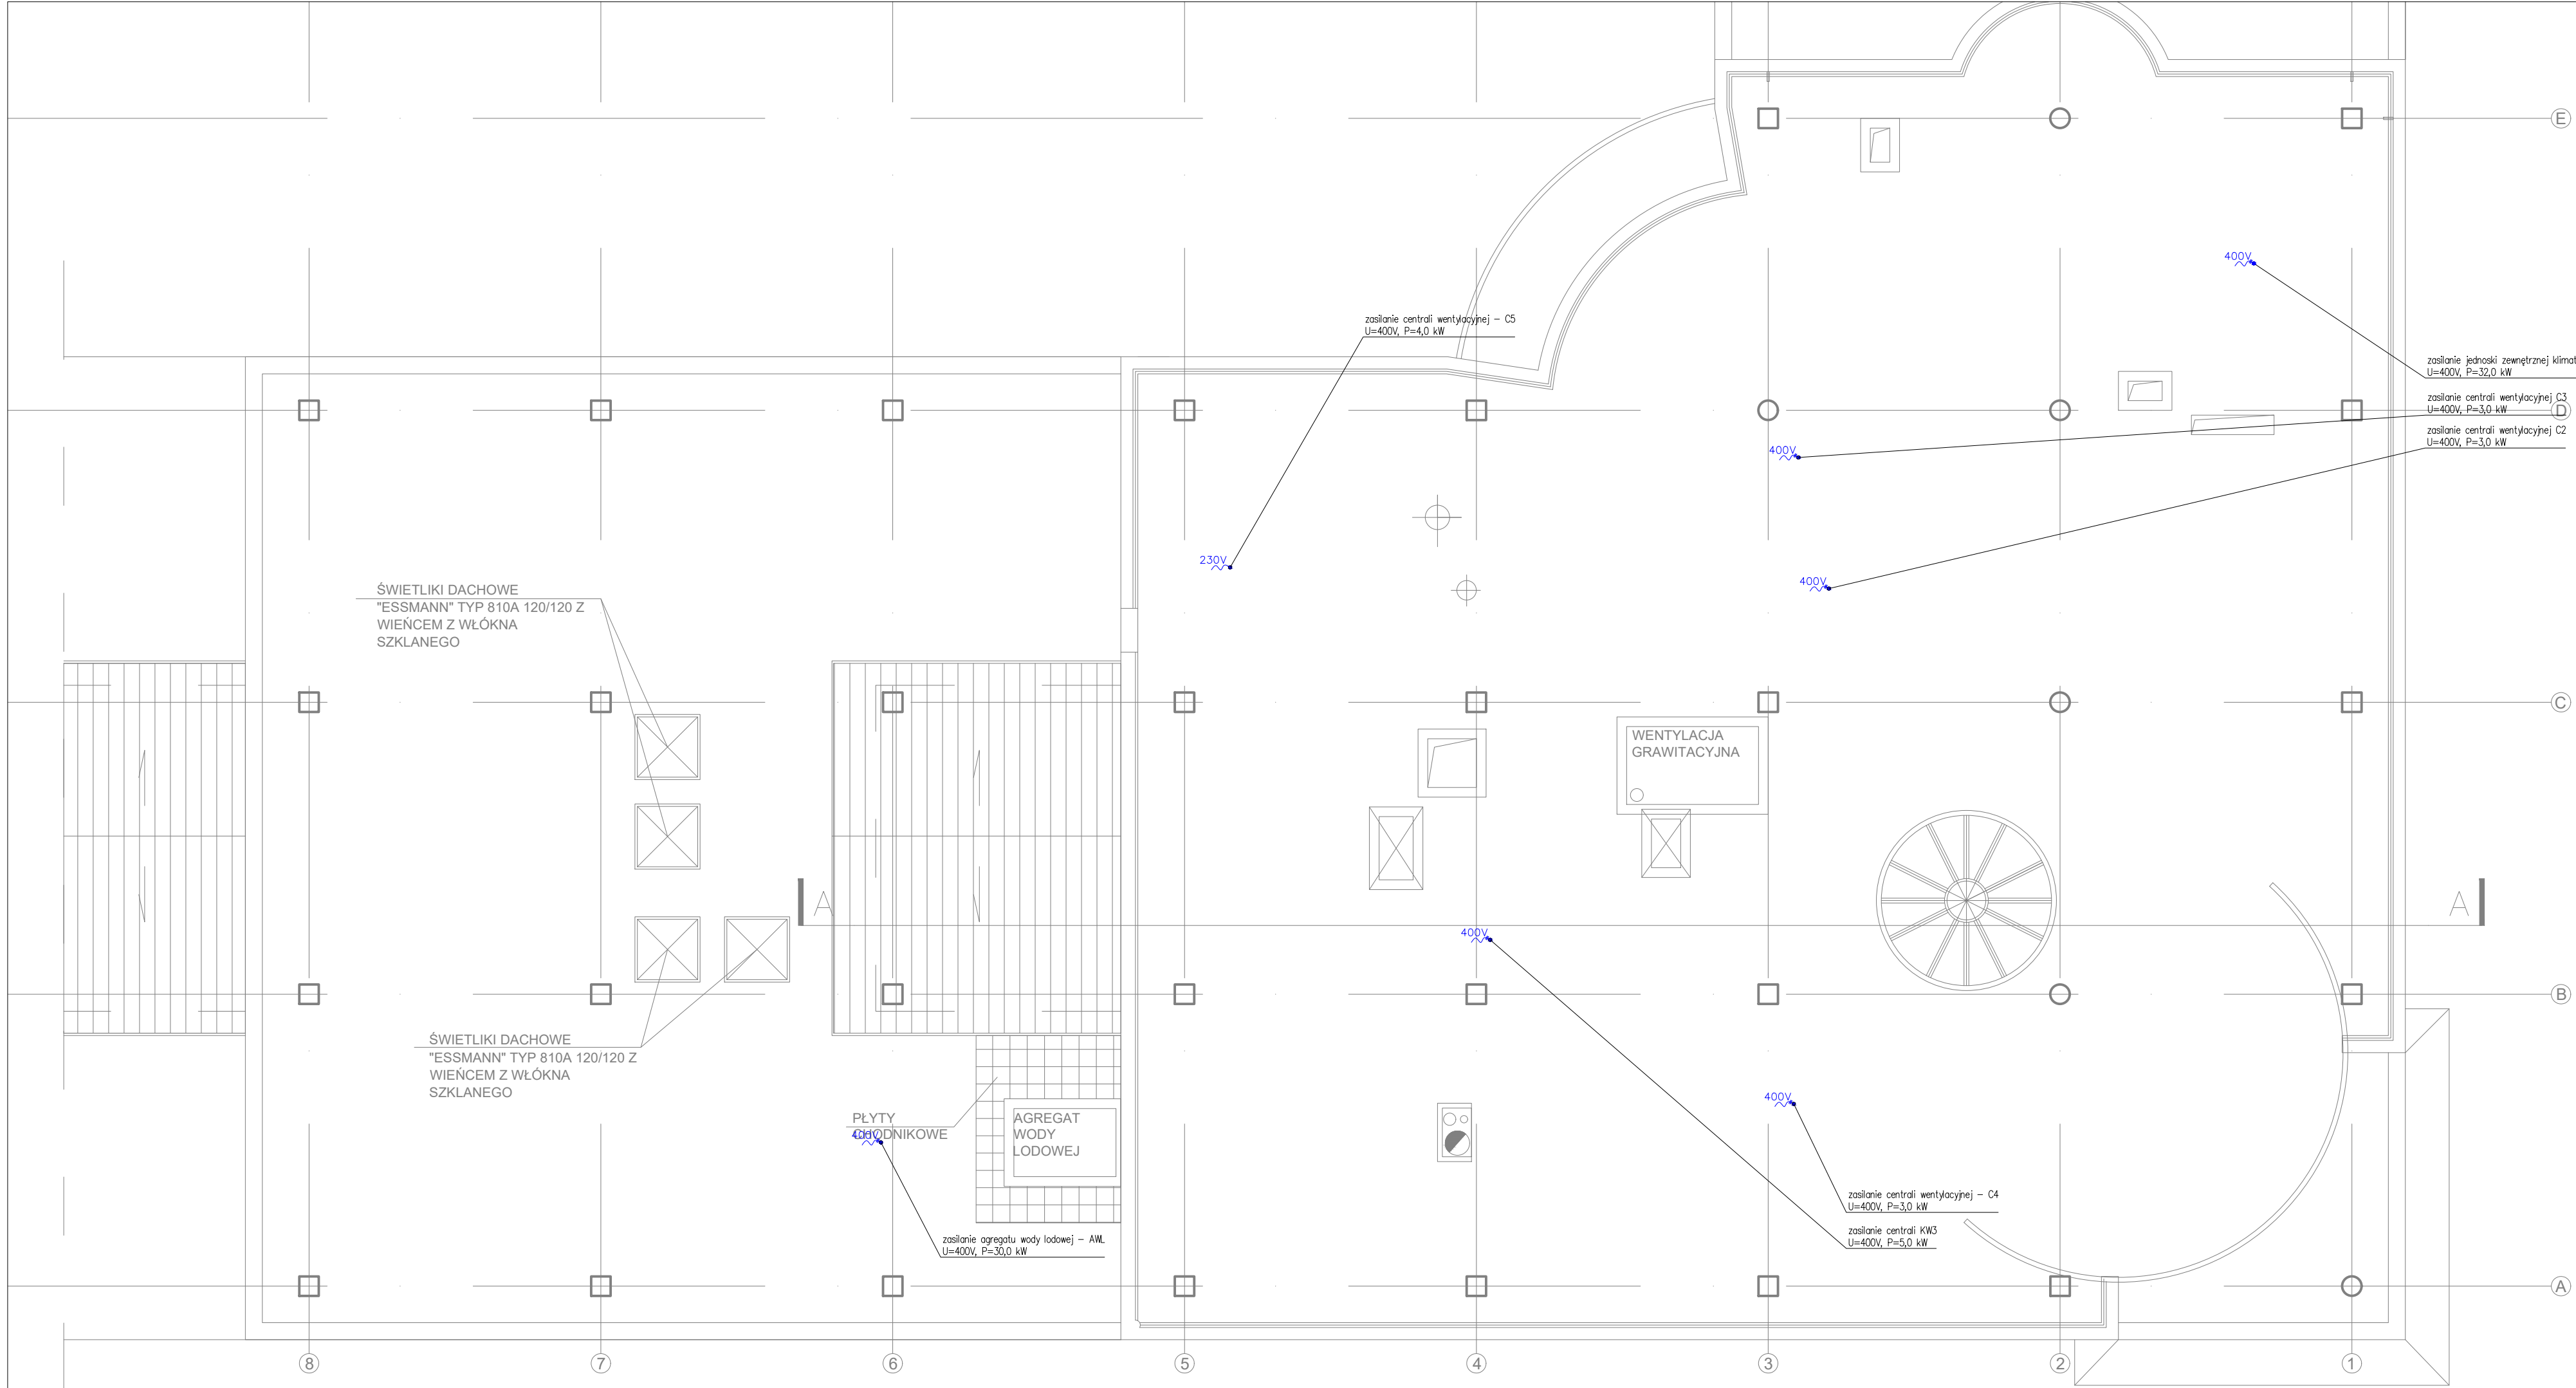 E
400V
zasilanie centrali wentylacyjnej – C5
U=400V, P=4,0 kW
zasilanie jednoski zewnętrznej klimat
U=400V, P=32,0 kW
zasilanie centrali wentylacyjnej C3
U=400V, P=3,0 kW
D
zasilanie centrali wentylacyjnej C2
U=400V, P=3,0 kW
400V
230V
400V
ŚWIETLIKI DACHOWE
"ESSMANN" TYP 810A 120/120 Z
WIEŃCEM Z WŁÓKNA
SZKLANEGO
C
WENTYLACJA
GRAWITACYJNA
A
A
400V
B
ŚWIETLIKI DACHOWE
"ESSMANN" TYP 810A 120/120 Z
WIEŃCEM Z WŁÓKNA
SZKLANEGO
PŁYTY
CHODNIKOWE
400V
AGREGAT
WODY
LODOWEJ
400V
zasilanie centrali wentylacyjnej – C4
U=400V, P=3,0 kW
zasilanie centrali KW3
U=400V, P=5,0 kW
zasilanie agregatu wody lodowej – AWL
U=400V, P=30,0 kW
A
8
7
6
5
4
3
2
1